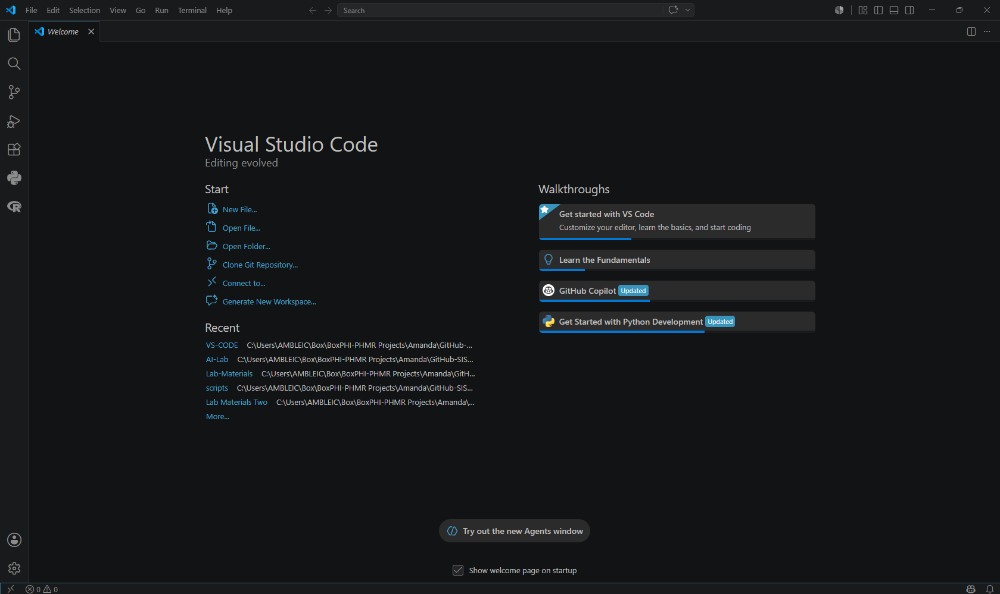 File Edit Selection View Go Run Terminal Help
Search
Welcome
Visual Studio Code
Editing evolved
Start
New File...
Open File...
Open Folder...
Clone Git Repository...
Connect to...
Generate New Workspace...
Recent
VS-CODE C:\Users\AMBLEIC\Box\BoxPHI-PHMR Projects\Amanda\GitHub-...
AI-Lab C:\Users\AMBLEIC\Box\BoxPHI-PHMR Projects\Amanda\GitHub-SIS...
Lab-Materials C:\Users\AMBLEIC\Box\BoxPHI-PHMR Projects\Amanda\GitH...
scripts C:\Users\AMBLEIC\Box\BoxPHI-PHMR Projects\Amanda\GitHub-SIS...
Lab Materials Two C:\Users\AMBLEIC\Box\BoxPHI-PHMR Projects\Amanda\...
More...
Walkthroughs
Get started with VS Code
Customize your editor, learn the basics, and start coding
Learn the Fundamentals
GitHub Copilot Updated
Get Started with Python Development Updated
Try out the new Agents window
Show welcome page on startup
0 0